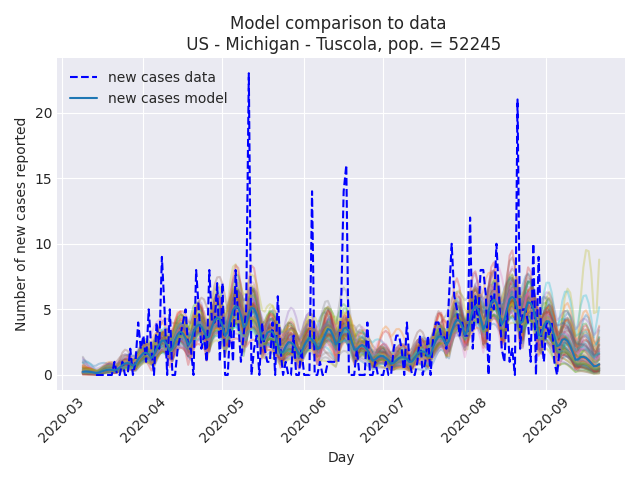 Model comparison to data
US - Michigan - Tuscola, pop. = 52245
new cases data
new cases model
Number of new cases reported
20
15
10
5
0
2020-03
2020-04
2020-05
2020-06
2020-07
2020-08
2020-09
Day